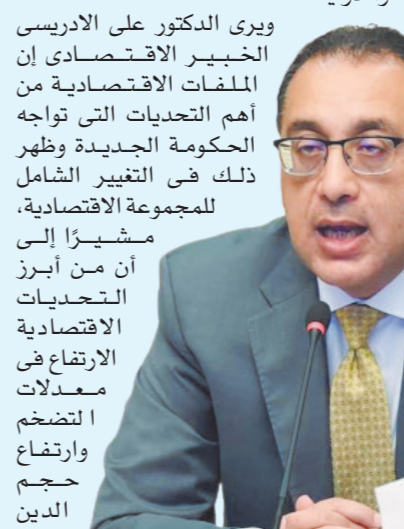 ويرى الدكتور على الادريسى
الخبير الاقتصادى إن
الملفات الاقتصادية من
أهم التحديات التى تواجه
الحكومة الجديدة وظهر
ذلك فى التغيير الشامل
للمجموعة الاقتصادية،
مشيرًا إلى
أن من أبرز
التحديات
الاقتصادية
الارتفاع فى
معدلات
التضخم
وارتفاع
حجم
الدين